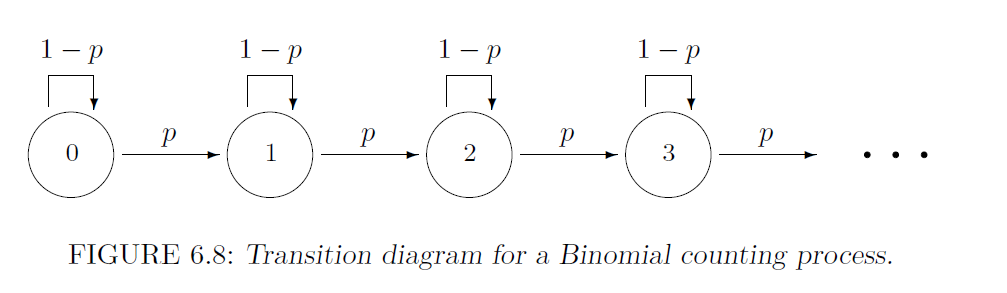 1 − p 1 − p 1 − p 1 − p
p p p p
0 1 2 3 • • •
FIGURE 6.8: Transition diagram for a Binomial counting process.